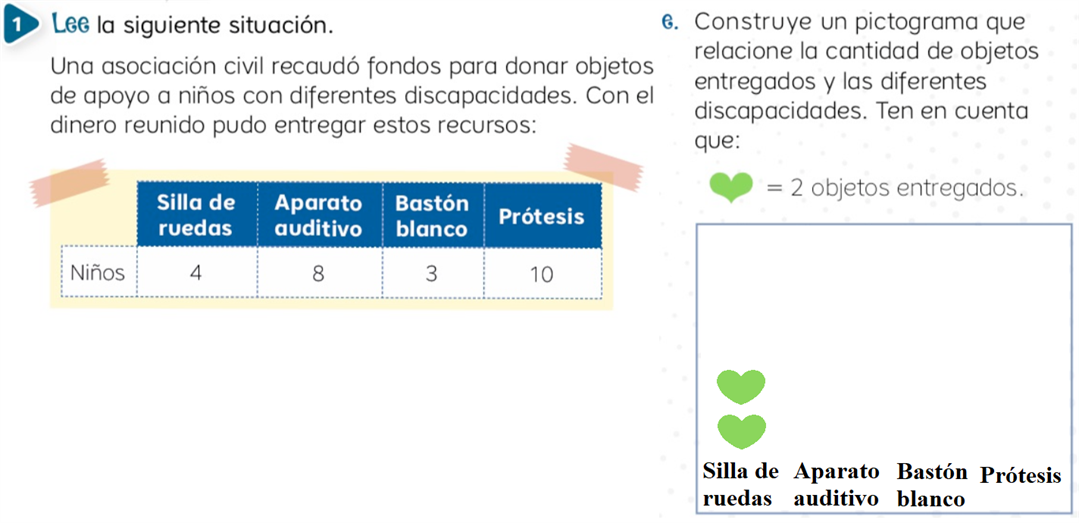 1 Lee la siguiente situación.
Una asociación civil recaudó fondos para donar objetos
de apoyo a niños con diferentes discapacidades. Con el
dinero reunido pudo entregar estos recursos:
Silla de ruedas Aparato auditivo Bastón blanco Prótesis
Niños 4 8 3 10
e. Construye un pictograma que
relacione la cantidad de objetos
entregados y las diferentes
discapacidades. Ten en cuenta
que:
= 2 objetos entregados.
Silla de Aparato Bastón Prótesis
ruedas auditivo blanco